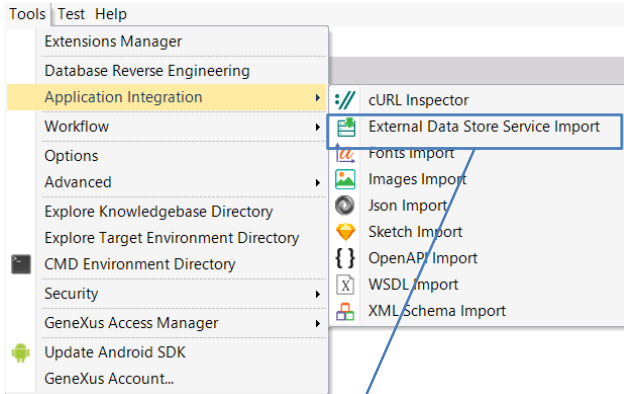 Tools Test Help
Extensions Manager
Database Reverse Engineering
Application Integration
Workflow
Options
Advanced
Explore Knowledgebase Directory
Explore Target Environment Directory
CMD Environment Directory
Security
GeneXus Access Manager
Update Android SDK
GeneXus Account...
cURL Inspector
External Data Store Service Import
Fonts Import
Images Import
Json Import
Sketch Import
OpenAPI Import
WSDL Import
XML Schema Import